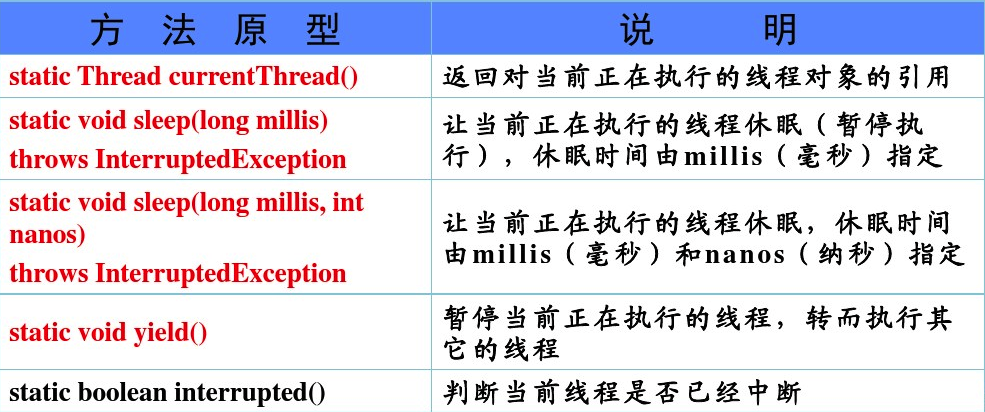 方 法 原 型
说 明
static Thread currentThread()
返回对当前正在执行的线程对象的引用
static void sleep(long millis)
throws InterruptedException
让当前正在执行的线程休眠（暂停执
行），休眠时间由millis（毫秒）指定
static void sleep(long millis, int
nanos)
throws InterruptedException
让当前正在执行的线程休眠，休眠时间
由millis（毫秒）和nanos（纳秒）指定
static void yield()
暂停当前正在执行的线程，转而执行其
它的线程
static boolean interrupted()
判断当前线程是否已经中断